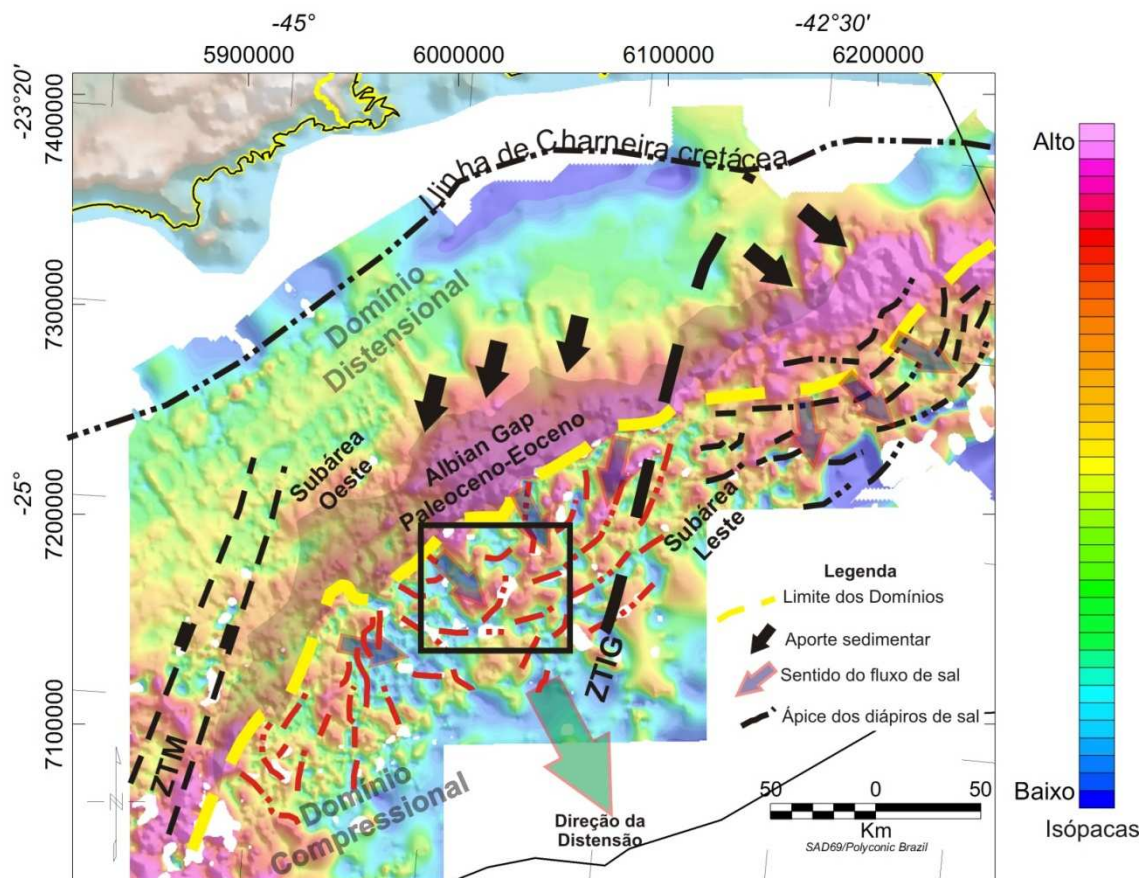 -45°
-42°30'
5900000
6000000
6100000
6200000
-23°20'
7400000
7300000
-25°
7200000
7100000
Llinha de Charneira cretácea
Domínio
Distensional
Subárea
Oeste
Albian Gap
Paleoceno-Eoceno
Subárea
Leste
ZTM
ZTIG
Domínio
Compressional
Direção da
Distensão
N
Legenda
Limite dos Domínios
Aporte sedimentar
Sentido do fluxo de sal
Ápice dos diápiros de sal
50
0
50
Km
SAD69/Polyconic Brazil
Alto
Baixo
Isópacas